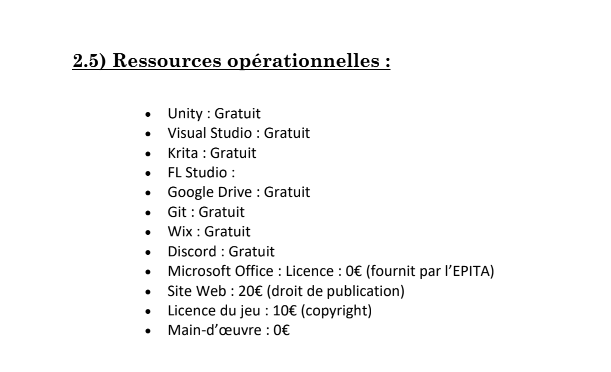 2.5) Ressources opérationnelles :
• Unity : Gratuit
• Visual Studio : Gratuit
• Krita : Gratuit
• FL Studio :
• Google Drive : Gratuit
• Git : Gratuit
• Wix : Gratuit
• Discord : Gratuit
• Microsoft Office : Licence : 0€ (fournit par l’EPITA)
• Site Web : 20€ (droit de publication)
• Licence du jeu : 10€ (copyright)
• Main-d’œuvre : 0€